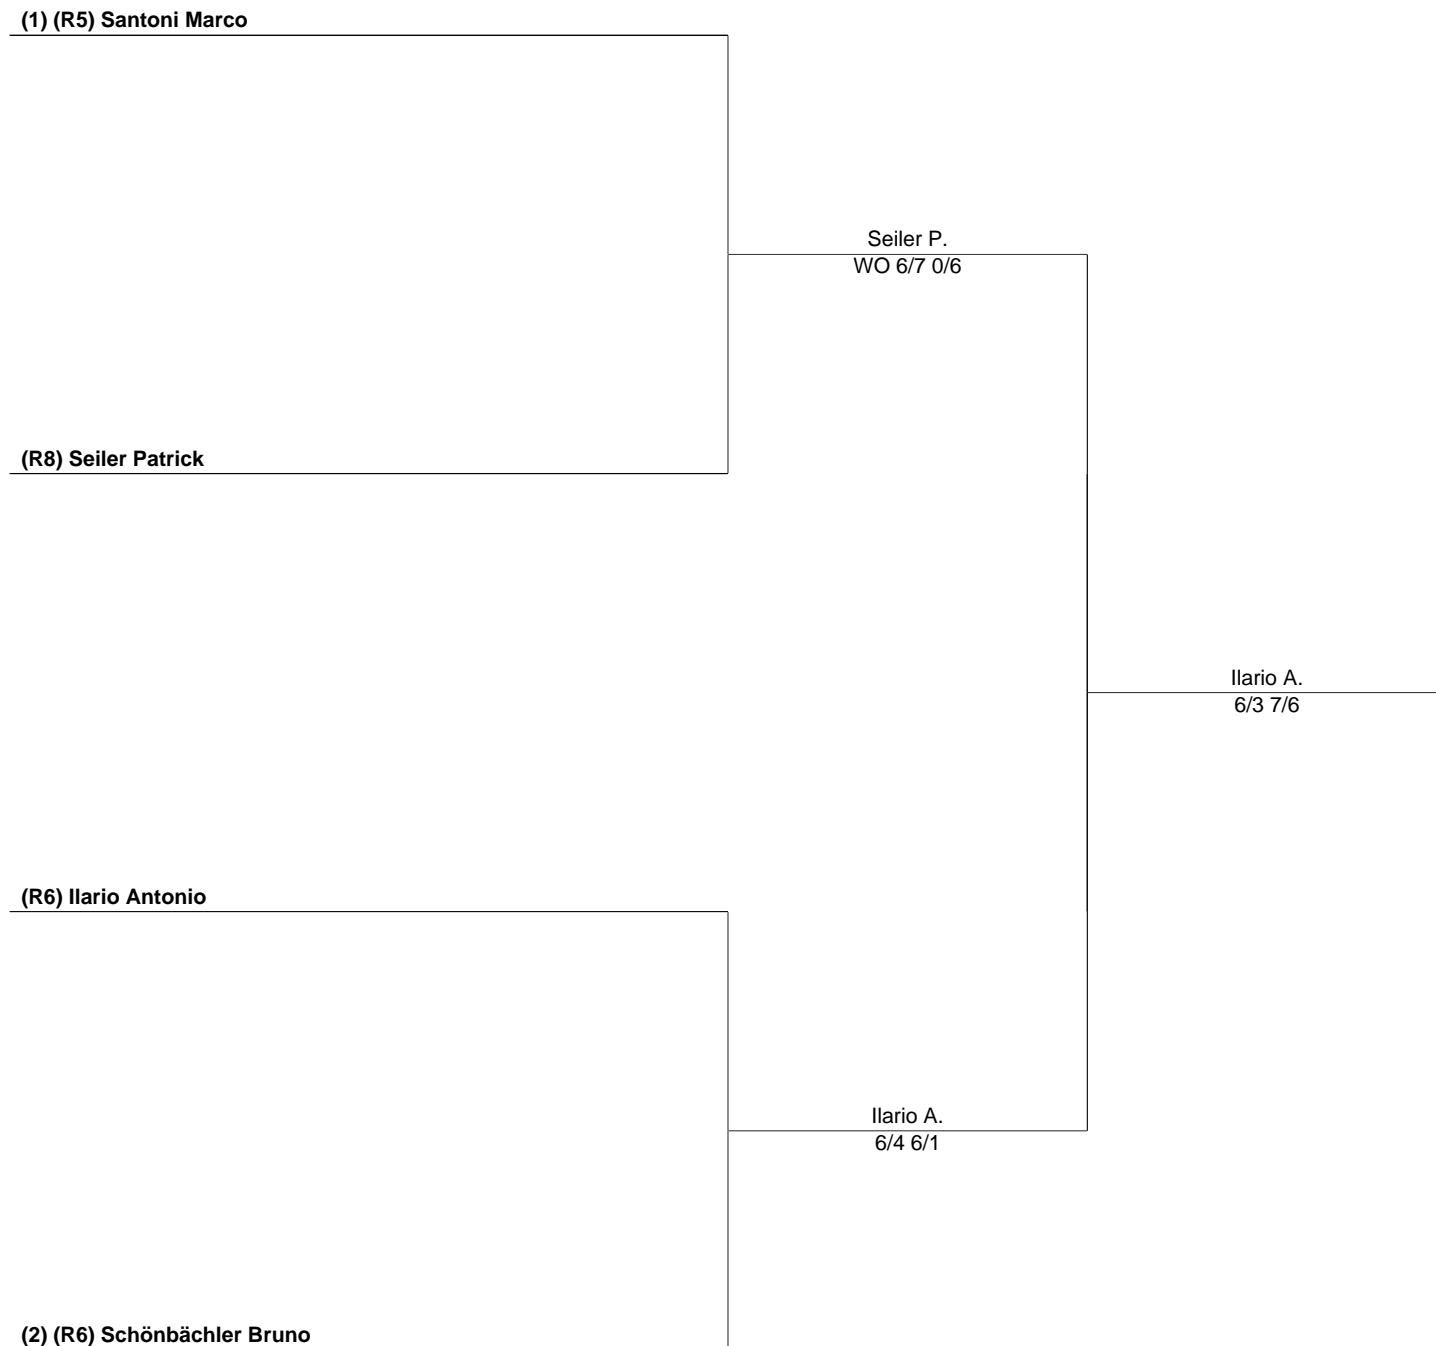 (1) (R5) Santoni Marco
Seiler P.
WO 6/7 0/6
(R8) Seiler Patrick
Ilario A.
6/3 7/6
(R6) Ilario Antonio
Ilario A.
6/4 6/1
(2) (R6) Schönbächler Bruno